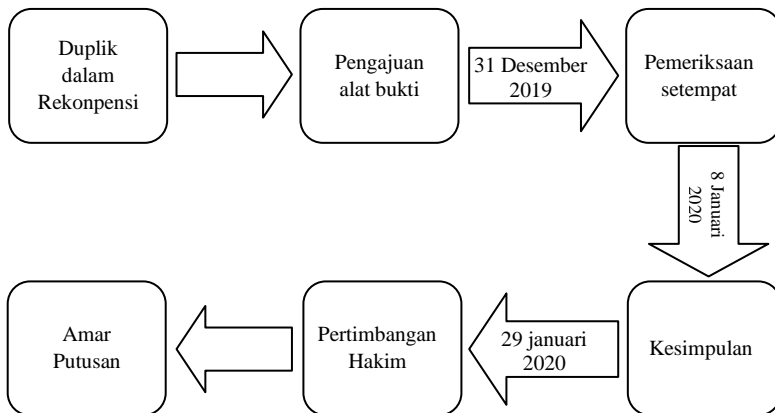 Duplik
dalam
Rekonpensi
Pengajuan
alat bukti
31 Desember
2019
Pemeriksaan
setempat
8 Januari
2020
Kesimpulan
29 januari
2020
Pertimbangan
Hakim
Amar
Putusan